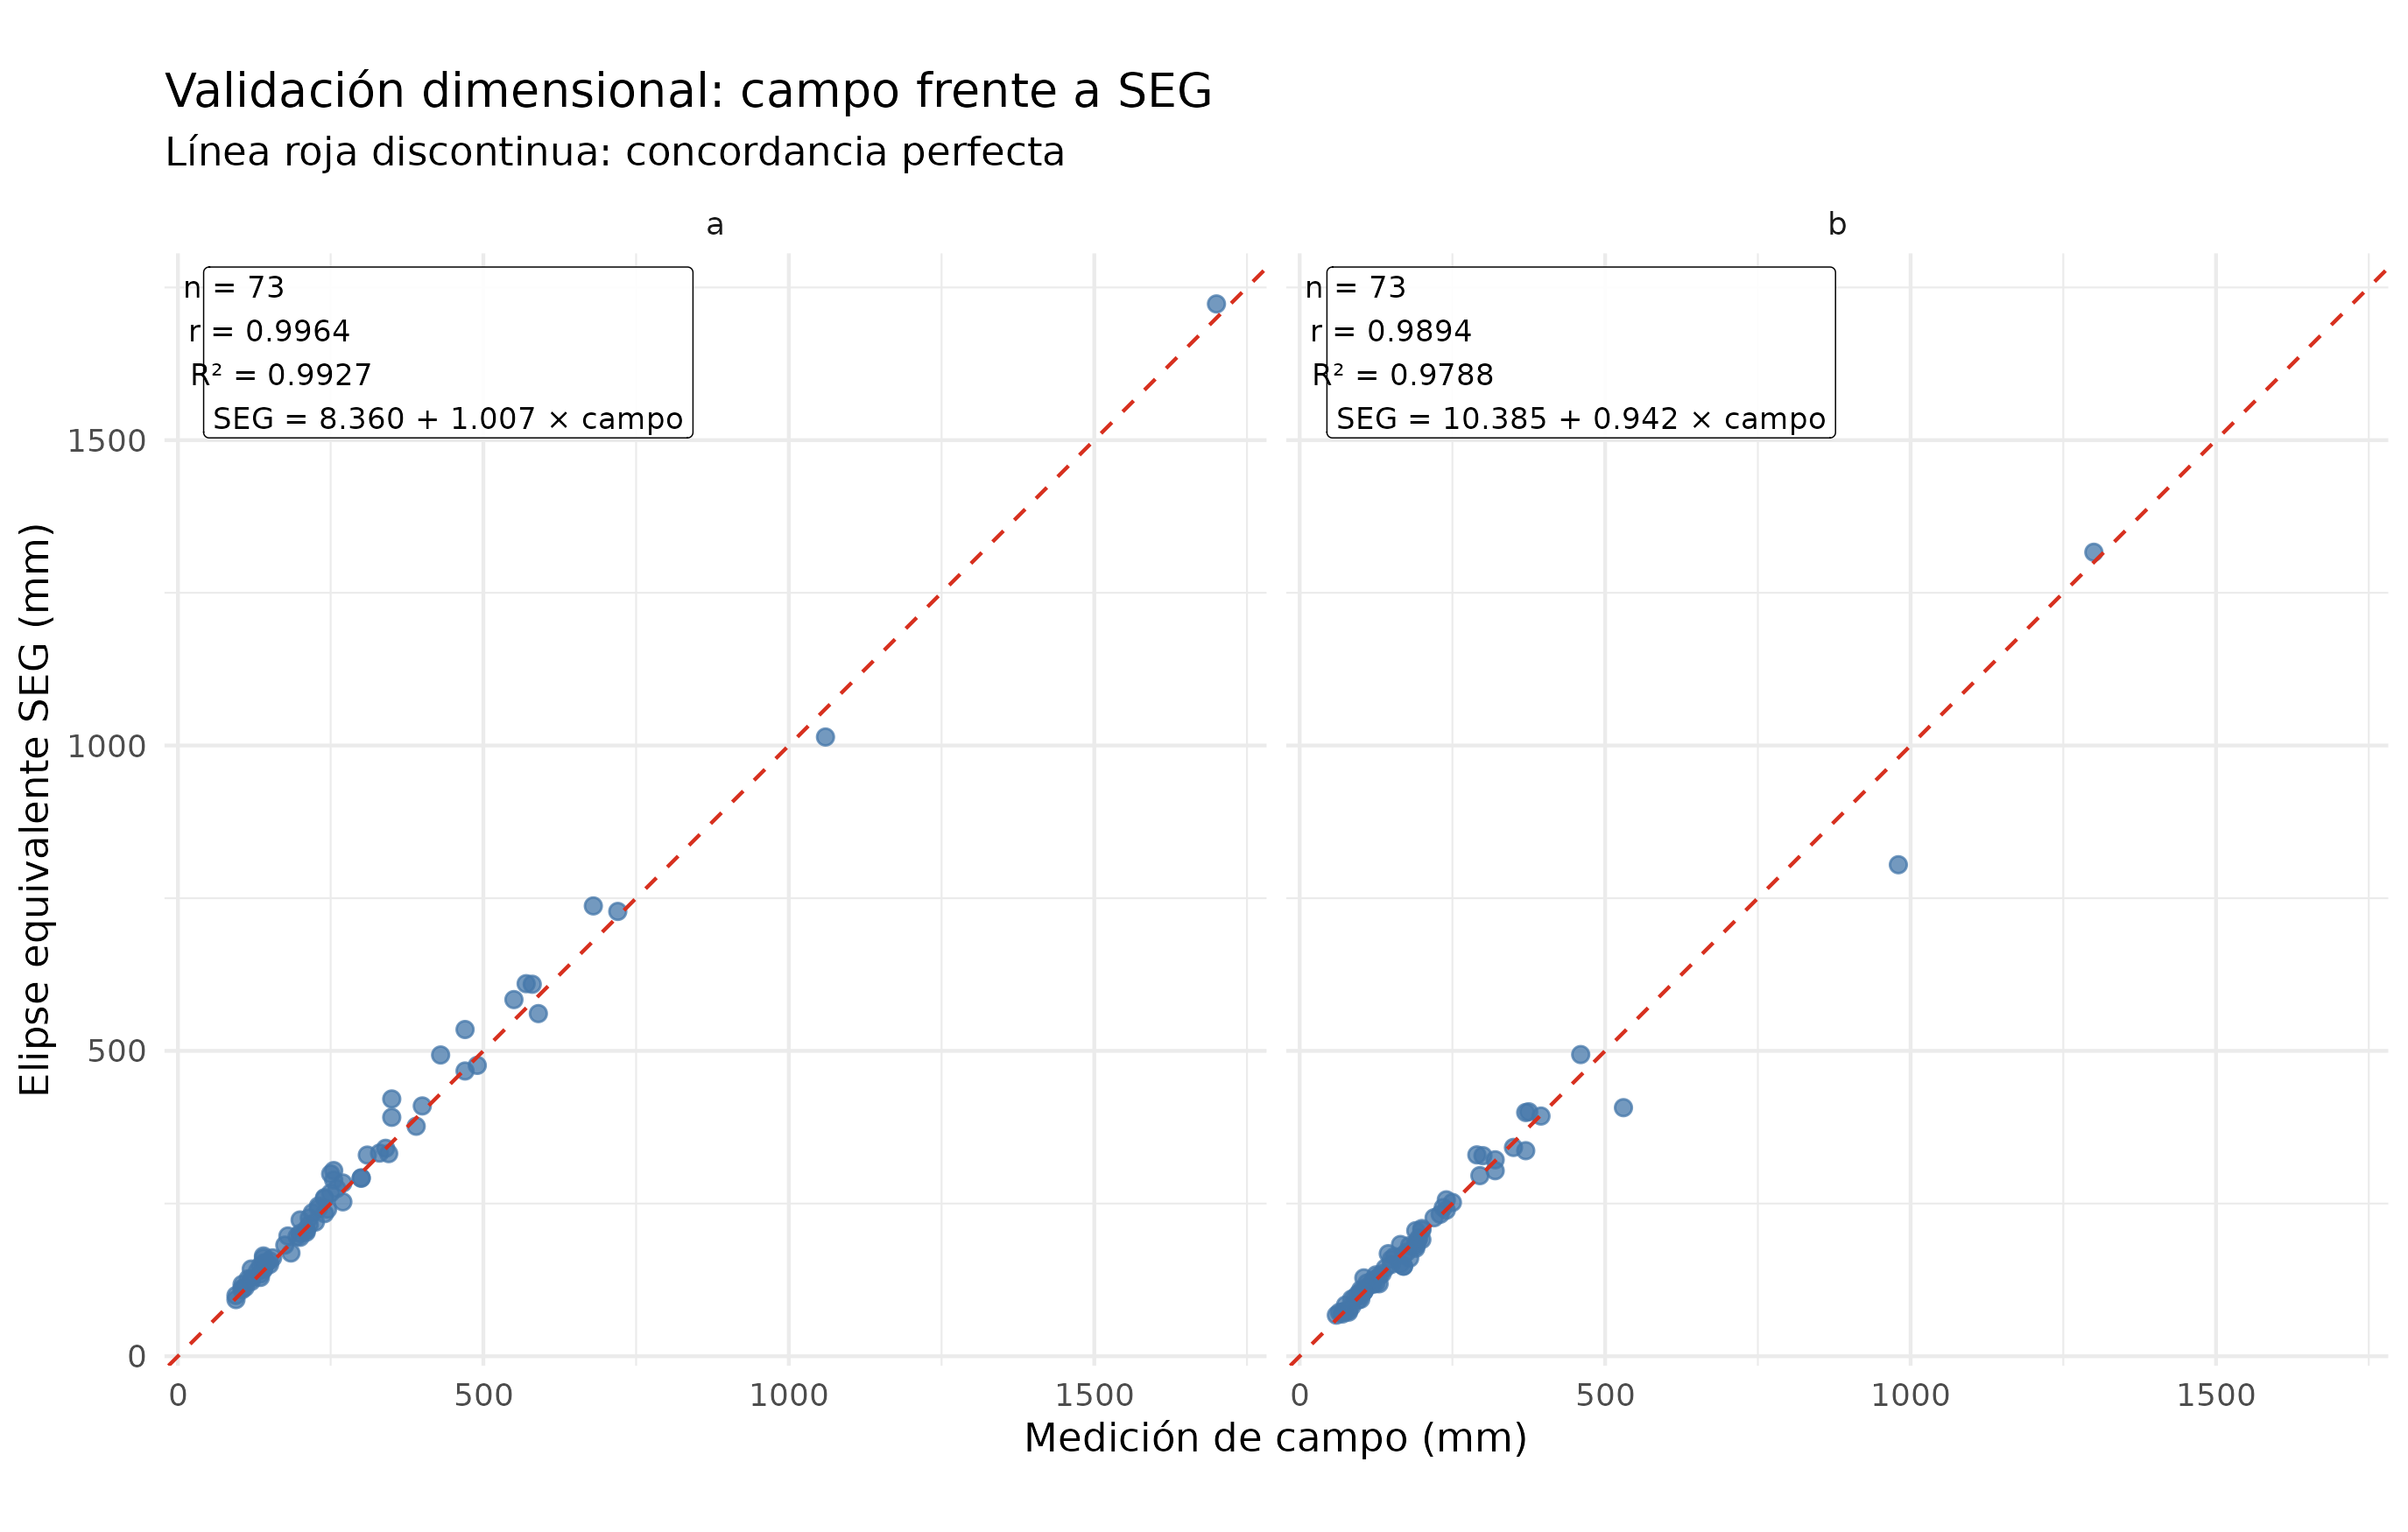 Validación dimensional: campo frente a SEG
Línea roja discontinua: concordancia perfecta
a
b
n = 73
r = 0.9964
R² = 0.9927
SEG = 8.360 + 1.007 × campo
n = 73
r = 0.9894
R² = 0.9788
SEG = 10.385 + 0.942 × campo
Elipse equivalente SEG (mm)
1500
1000
500
0
0 500 1000 1500
0 500 1000 1500
Medición de campo (mm)